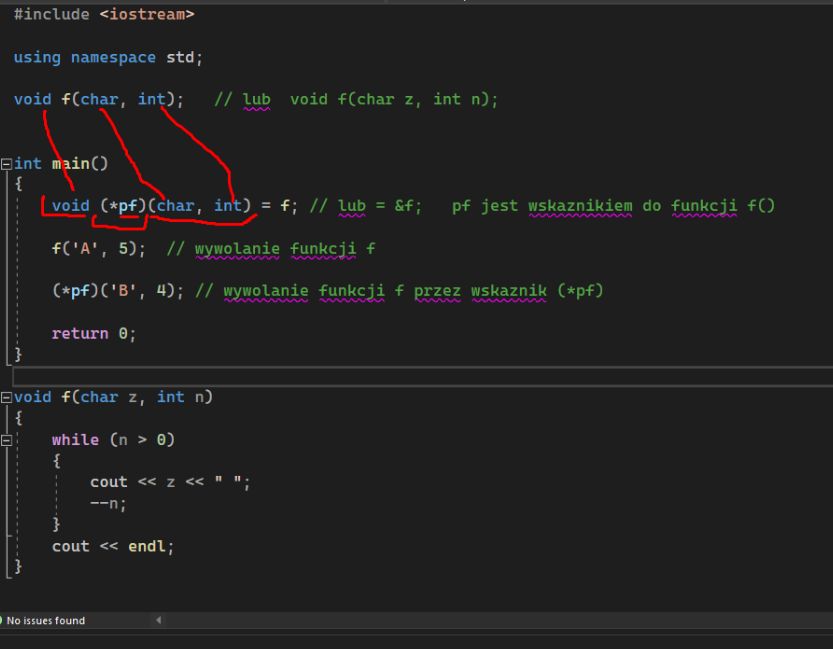 #include <iostream>
using namespace std;
void f(char, int);   // lub  void f(char z, int n);
int main()
{
void (*pf)(char, int) = f; // lub = &f;   pf jest wskaznikiem do funkcji f()
f('A', 5);  // wywolanie funkcji f
(*pf)('B', 4); // wywolanie funkcji f przez wskaznik (*pf)
return 0;
}
void f(char z, int n)
{
while (n > 0)
{
cout << z << " ";
--n;
}
cout << endl;
}
No issues found